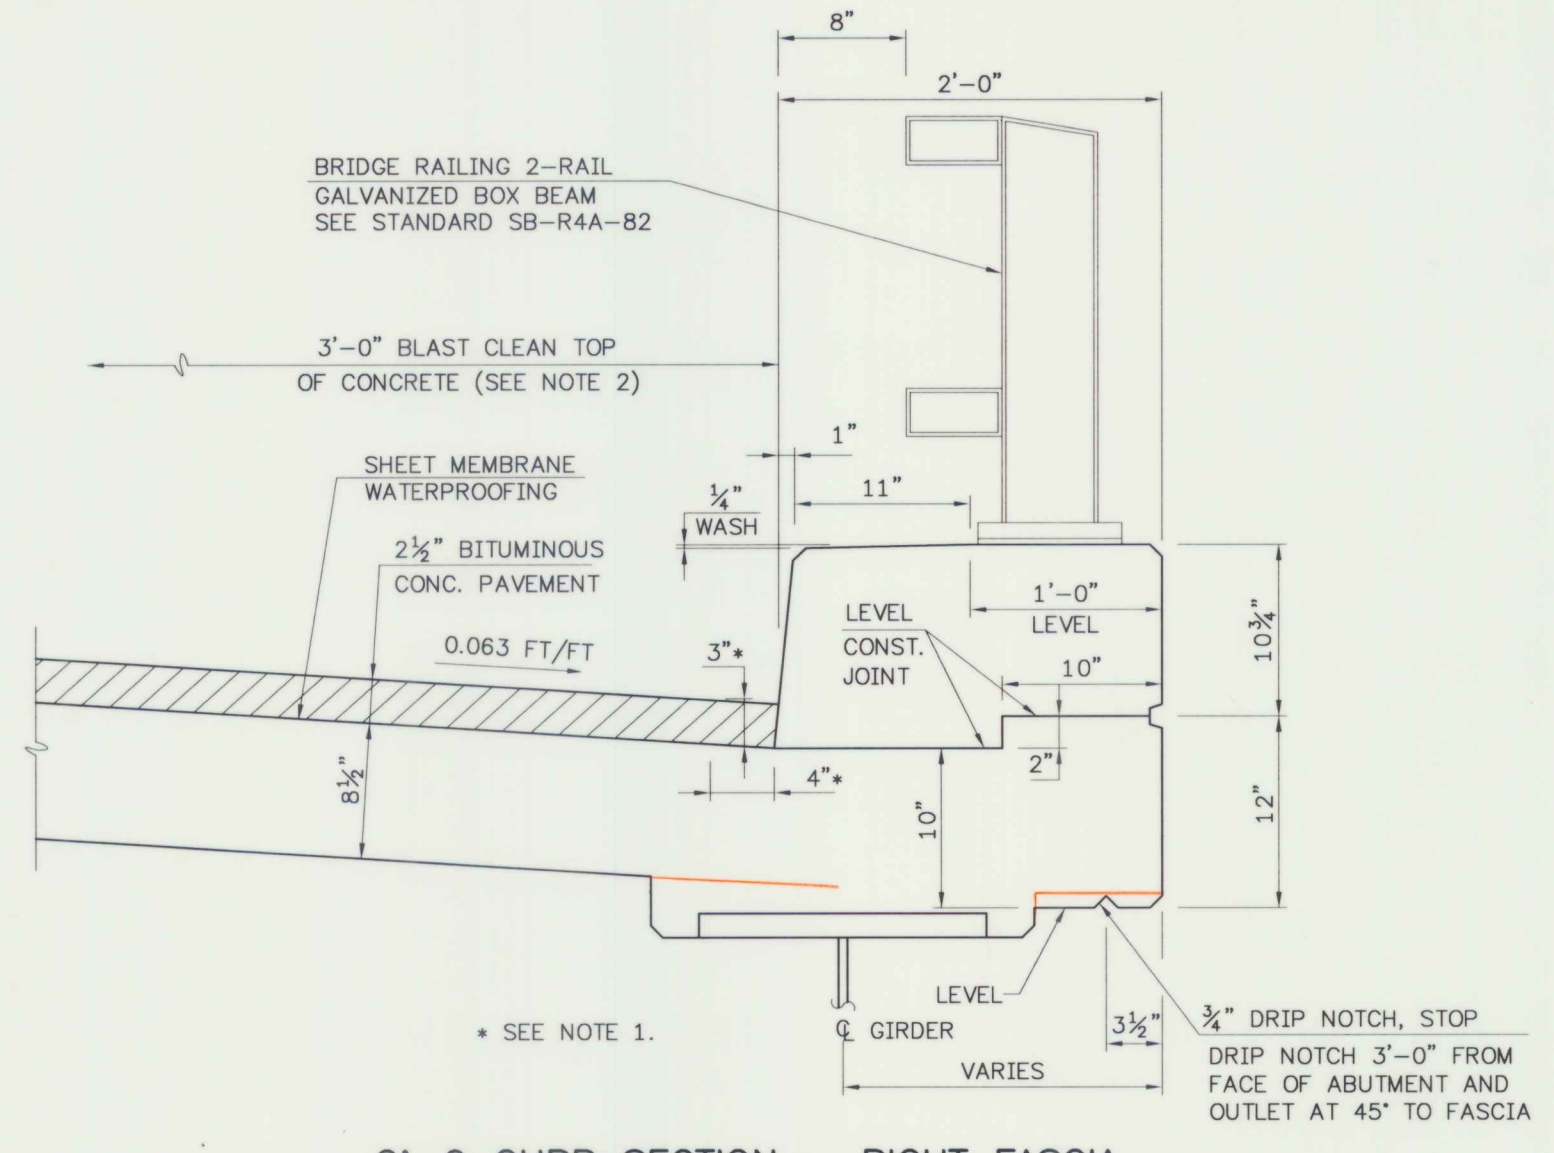 8"
2'-0"
BRIDGE RAILING 2-RAIL
GALVANIZED BOX BEAM
SEE STANDARD SB-R4A-82
3'-0" BLAST CLEAN TOP
OF CONCRETE (SEE NOTE 2)
1"
SHEET MEMBRANE
WATERPROOFING
11"
¼"
WASH
2½" BITUMINOUS
CONC. PAVEMENT
1'-0"
LEVEL
LEVEL
CONST.
JOINT
10¾"
0.063 FT/FT
3"*
10"
2"
4"*
8½"
10"
12"
LEVEL
* SEE NOTE 1.
℄ GIRDER
3½"
¾" DRIP NOTCH, STOP
DRIP NOTCH 3'-0" FROM
FACE OF ABUTMENT AND
OUTLET AT 45° TO FASCIA
VARIES
CURB SECTION - RIGHT FASCIA